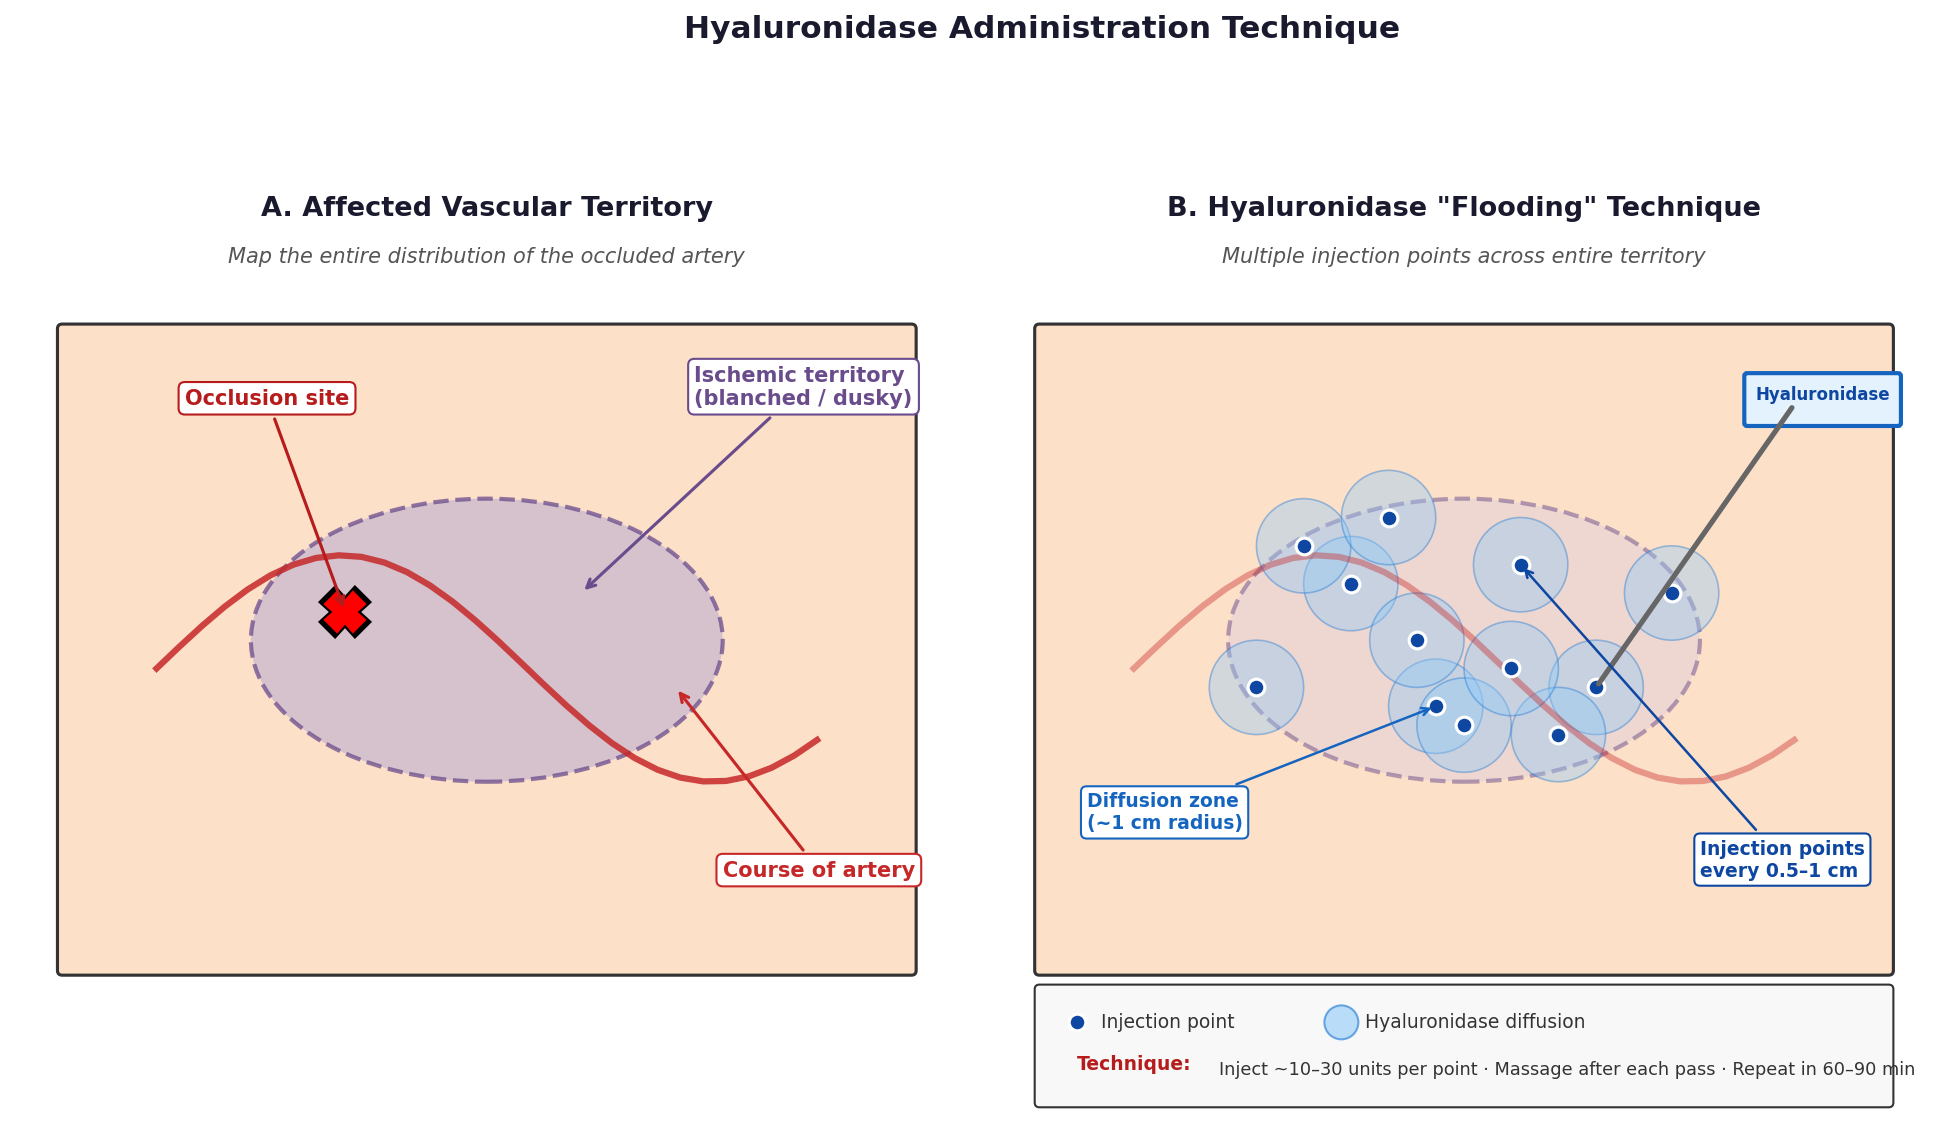 Hyaluronidase Administration Technique
A. Affected Vascular Territory
Map the entire distribution of the occluded artery
Occlusion site
Ischemic territory
(blanched / dusky)
Course of artery
B. Hyaluronidase "Flooding" Technique
Multiple injection points across entire territory
Hyaluronidase
Diffusion zone
(~1 cm radius)
Injection points
every 0.5–1 cm
Injection point
Hyaluronidase diffusion
Technique: Inject ~10–30 units per point · Massage after each pass · Repeat in 60–90 min